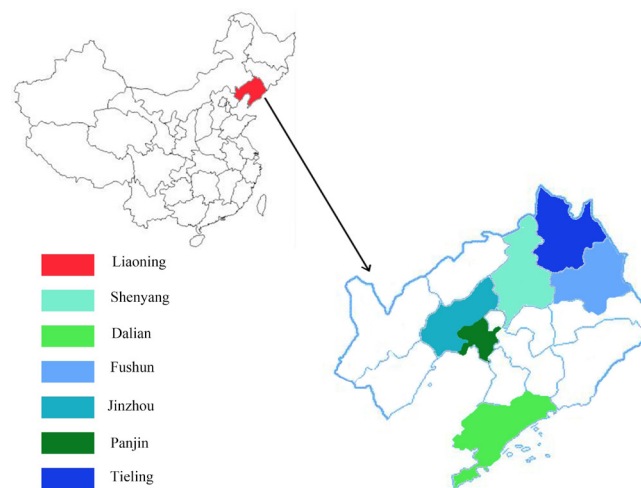 Liaoning
Shenyang
Dalian
Fushun
Jinzhou
Panjin
Tieling